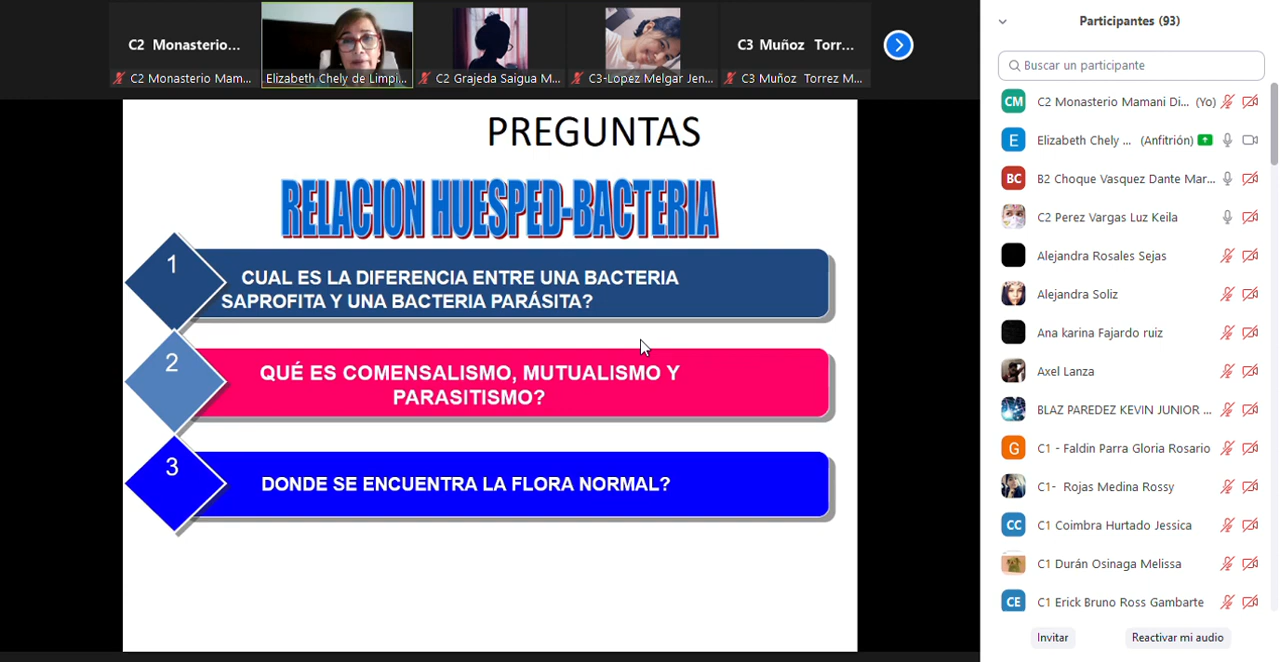 C2 Monasterio...
C2 Monasterio Mam...
Elizabeth Chely de Limpi...
C2 Grajeda Saigua M...
C3-Lopez Melgar Jen...
C3 Muñoz Torr...
C3 Muñoz Torrez M...
PREGUNTAS
RELACION HUESPED-BACTERIA
1
CUAL ES LA DIFERENCIA ENTRE UNA BACTERIA
SAPROFITA Y UNA BACTERIA PARÁSITA?
2
QUÉ ES COMENSALISMO, MUTUALISMO Y
PARASITISMO?
3
DONDE SE ENCUENTRA LA FLORA NORMAL?
Participantes (93)
Buscar un participante
CM C2 Monasterio Mamani Di... (Yo)
E Elizabeth Chely ... (Anfitrión)
BC B2 Choque Vasquez Dante Mar...
C2 Perez Vargas Luz Keila
Alejandra Rosales Sejas
Alejandra Soliz
Ana karina Fajardo ruiz
Axel Lanza
BLAZ PAREDEZ KEVIN JUNIOR ...
G C1 - Faldin Parra Gloria Rosario
C1- Rojas Medina Rossy
CC C1 Coimbra Hurtado Jessica
C1 Durán Osinaga Melissa
CE C1 Erick Bruno Ross Gambarte
Invitar
Reactivar mi audio